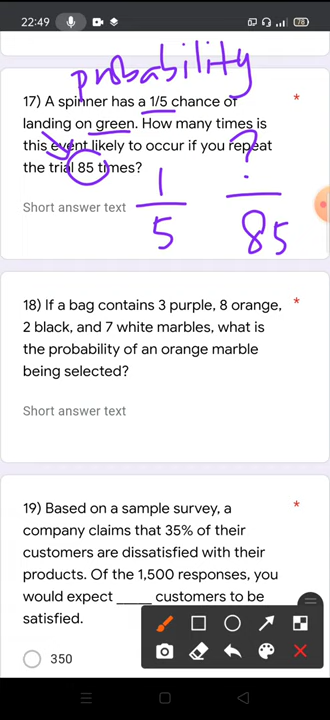 22:49
78
probability
17) A spinner has a 1/5 chance of *
landing on green. How many times is
this event likely to occur if you repeat
the trial 85 times?
1/5 ?/85
Short answer text
18) If a bag contains 3 purple, 8 orange, *
2 black, and 7 white marbles, what is
the probability of an orange marble
being selected?
Short answer text
19) Based on a sample survey, a *
company claims that 35% of their
customers are dissatisfied with their
products. Of the 1,500 responses, you
would expect _____ customers to be
satisfied.
350